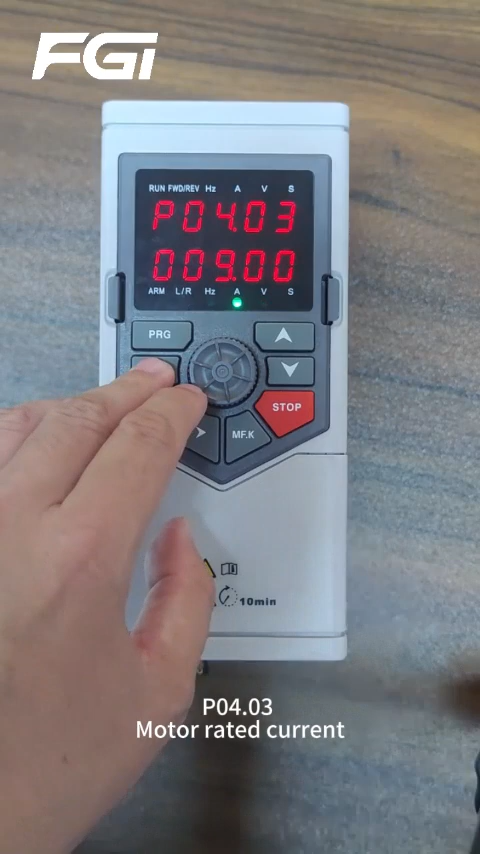 FGI
RUN FWD/REV Hz A V S
P04.03
009.00
ARM L/R Hz A V S
PRG
STOP
MF.K
10min
P04.03
Motor rated current